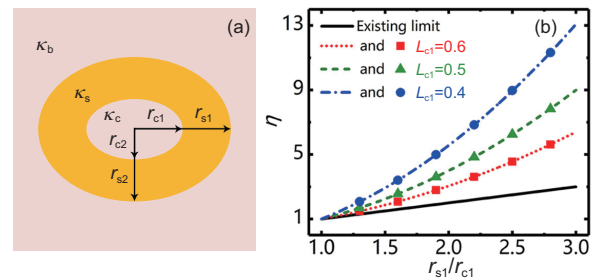 (a)
κb
κs
κc
rc1
rs1
rc2
rs2
(b)
η
13
9
5
1
Existing limit
and Lc1=0.6
and Lc1=0.5
and Lc1=0.4
1.0 1.5 2.0 2.5 3.0
rs1/rc1